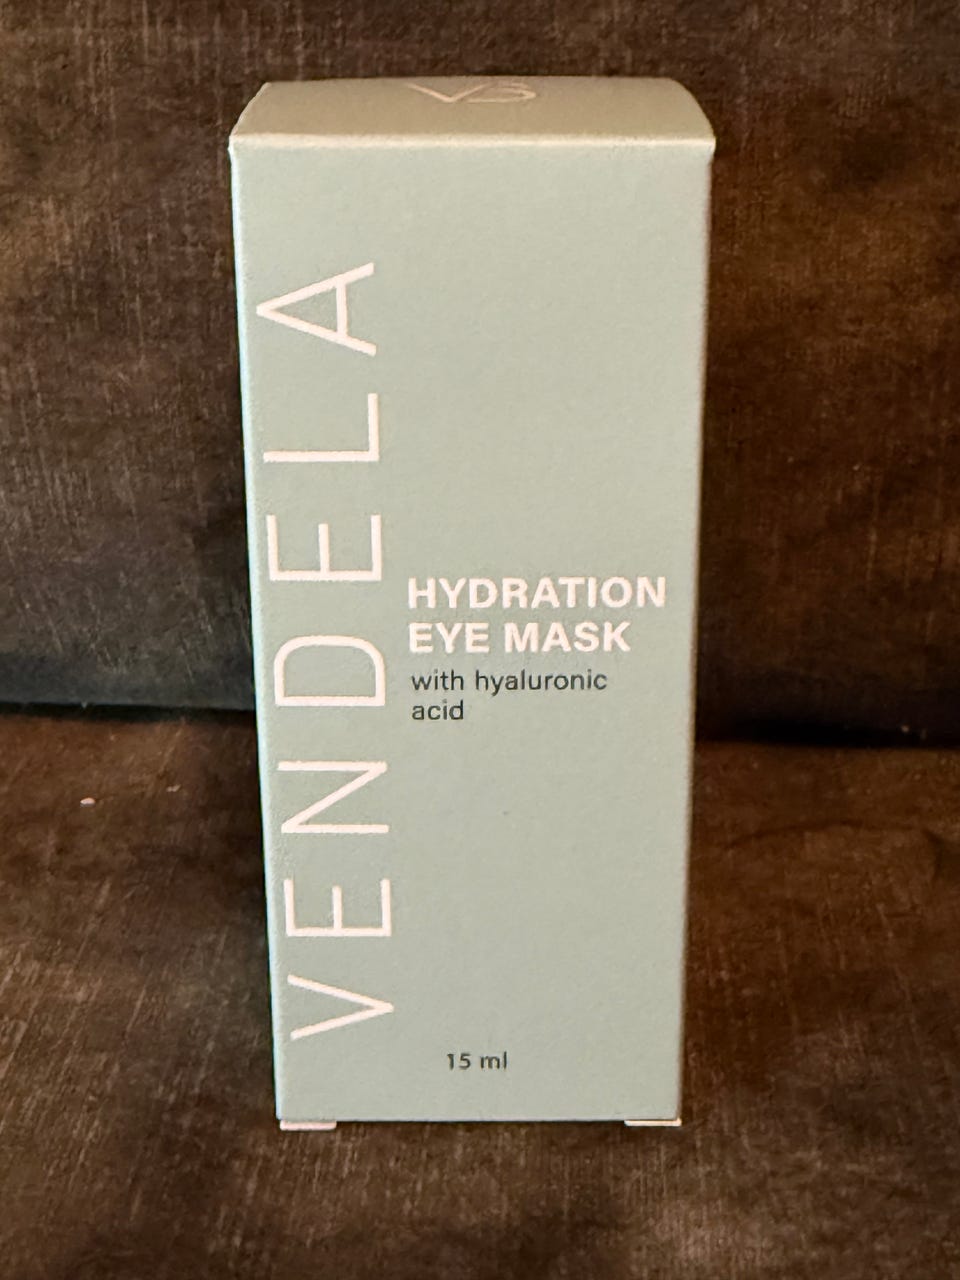 VENDELA
HYDRATION
EYE MASK
with hyaluronic
acid
15 ml